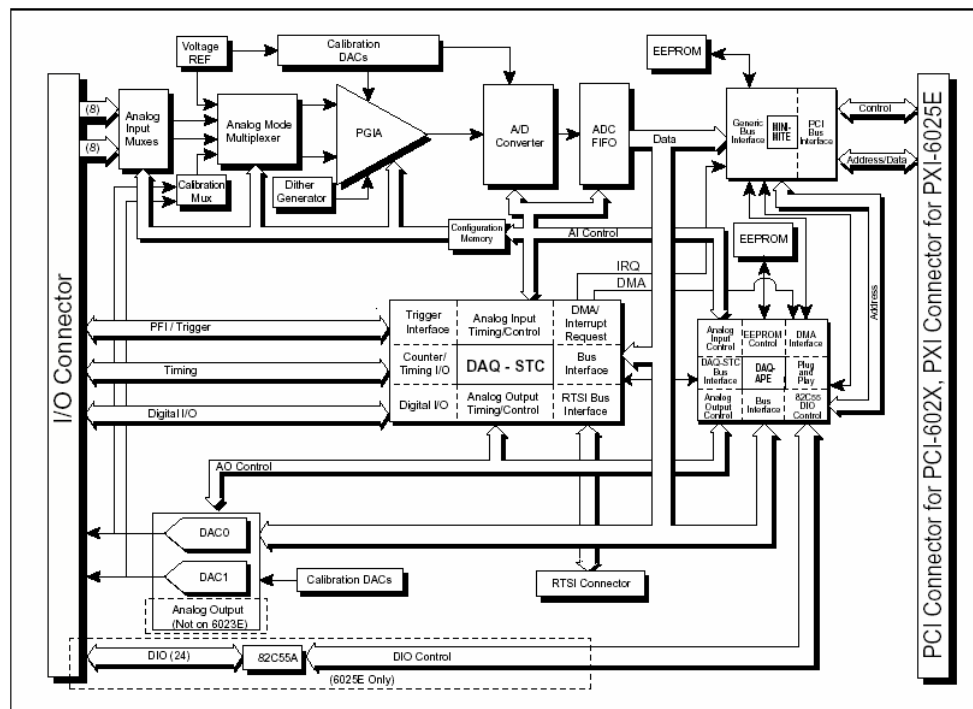 I/O Connector
(8)
(8)
Analog
Input
Muxes
Voltage
REF
Calibration
DACs
Analog Mode
Multiplexer
PGIA
Calibration
Mux
Dither
Generator
A/D
Converter
ADC
FIFO
Data
EEPROM
Generic
Bus
Interface
MINI-
MITE
PCI
Bus
Interface
Control
Address/Data
Configuration
Memory
AI Control
IRQ
DMA
EEPROM
Address
PFI / Trigger
Timing
Digital I/O
Trigger
Interface
Analog Input
Timing/Control
DMA/
Interrupt
Request
Counter/
Timing I/O
DAQ - STC
Bus
Interface
Digital I/O
Analog Output
Timing/Control
RTSI Bus
Interface
Analog
Input
Control
EEPROM
Control
DMA
Interface
DAQ-STC
Bus
Interface
DAQ-
APE
Plug
and
Play
Analog
Output
Control
Bus
Interface
82C55
DIO
Control
AO Control
DAC0
DAC1
Calibration DACs
Analog Output
(Not on 6023E)
RTSI Connector
DIO (24)
82C55A
DIO Control
(6025E Only)
PCI Connector for PCI-602X, PXI Connector for PXI-6025E